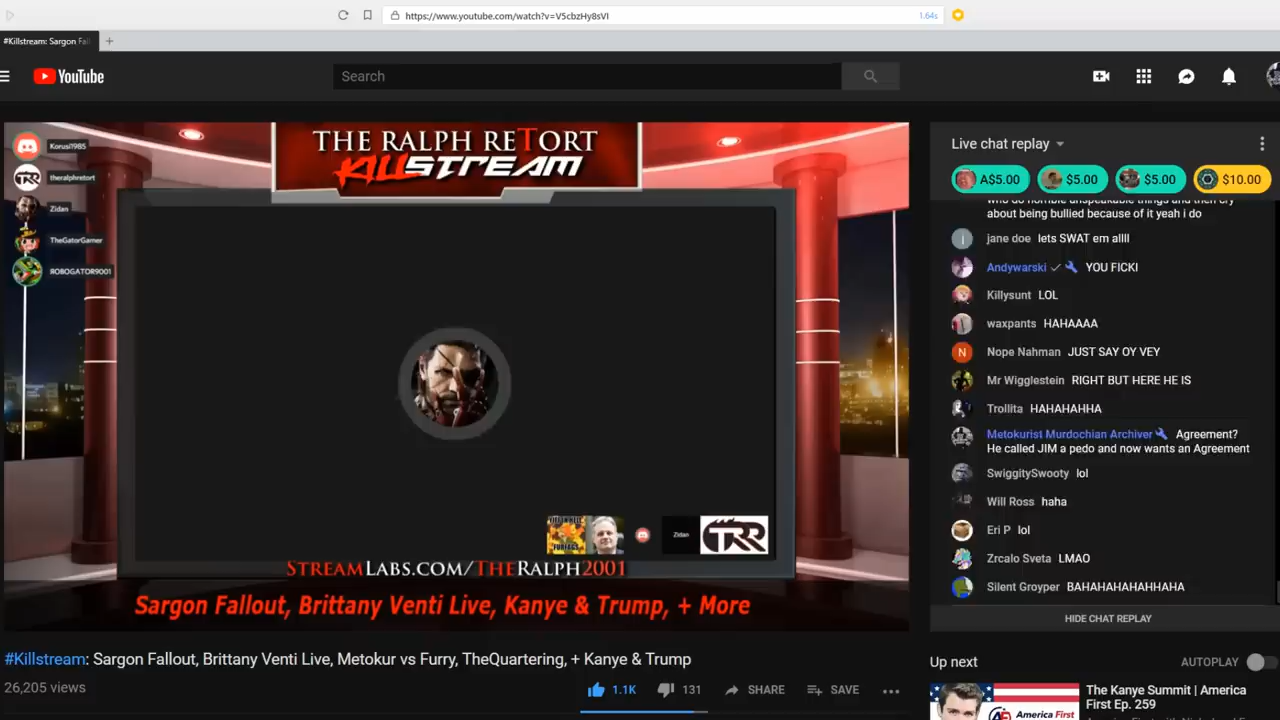 https://www.youtube.com/watch?v=V5cbzHy8sVI
1.64s
#Killstream: Sargon Fal
YouTube
Search
THE RALPH RETORT
KILLSTREAM
Korusi1985
theralphretort
Zidan
TheGatorGamer
ROBOGATOR9001
Zidan
TRR
STREAMLABS.COM/THERALPH2001
Sargon Fallout, Brittany Venti Live, Kanye & Trump, + More
#Killstream: Sargon Fallout, Brittany Venti Live, Metokur vs Furry, TheQuartering, + Kanye & Trump
26,205 views
1.1K
131
SHARE
SAVE
Live chat replay
A$5.00
$5.00
$5.00
$10.00
who do horrible unspeakable things and then cry
about being bullied because of it yeah i do
jane doe lets SWAT em allll
Andywarski YOU FICKI
Killysunt LOL
waxpants HAHAAAA
N
Nope Nahman JUST SAY OY VEY
Mr Wigglestein RIGHT BUT HERE HE IS
Trollita HAHAHAHHA
Metokurist Murdochian Archiver Agreement?
He called JIM a pedo and now wants an Agreement
SwiggitySwooty lol
Will Ross haha
Eri P lol
Zrcalo Sveta LMAO
Silent Groyper BAHAHAHAHAHHAHA
HIDE CHAT REPLAY
Up next
AUTOPLAY
The Kanye Summit | America
First Ep. 259
America First